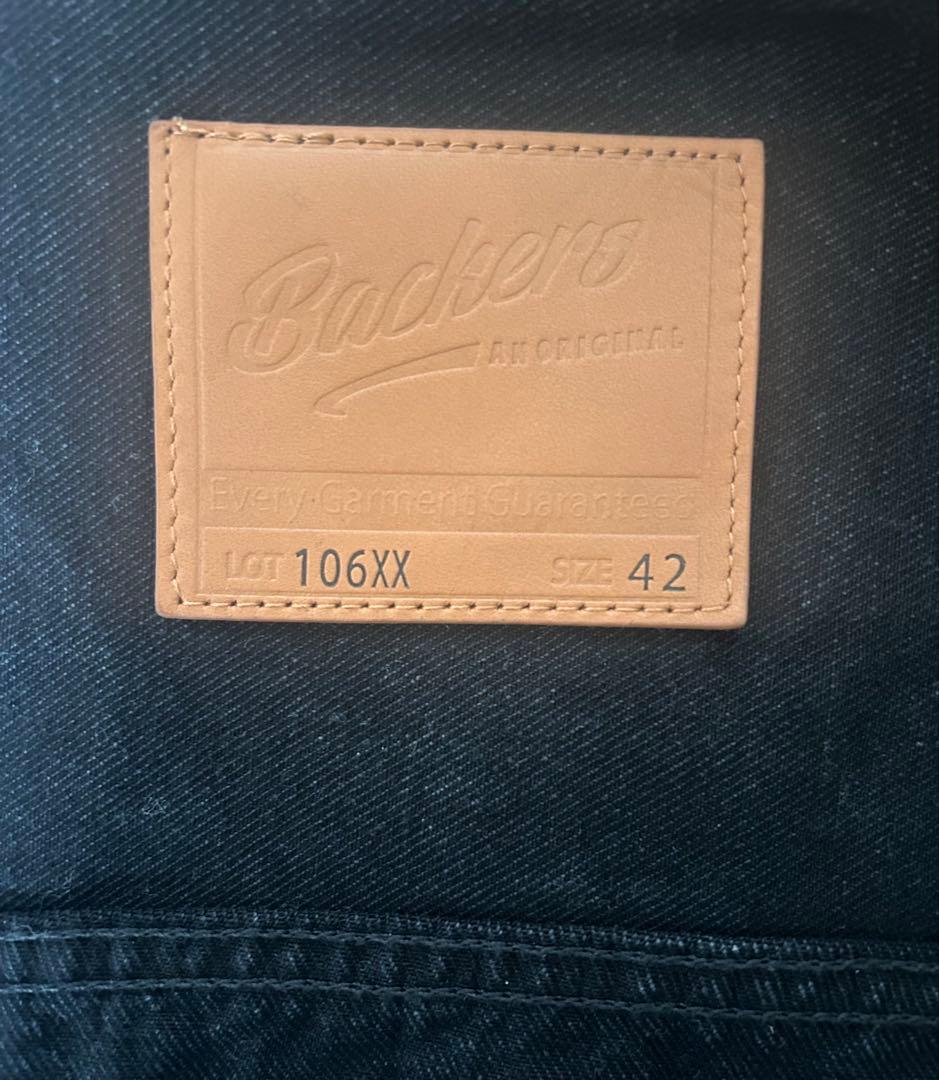 Backers
AN ORIGINAL
Every Garment Guaranteed
LOT 106XX SIZE 42